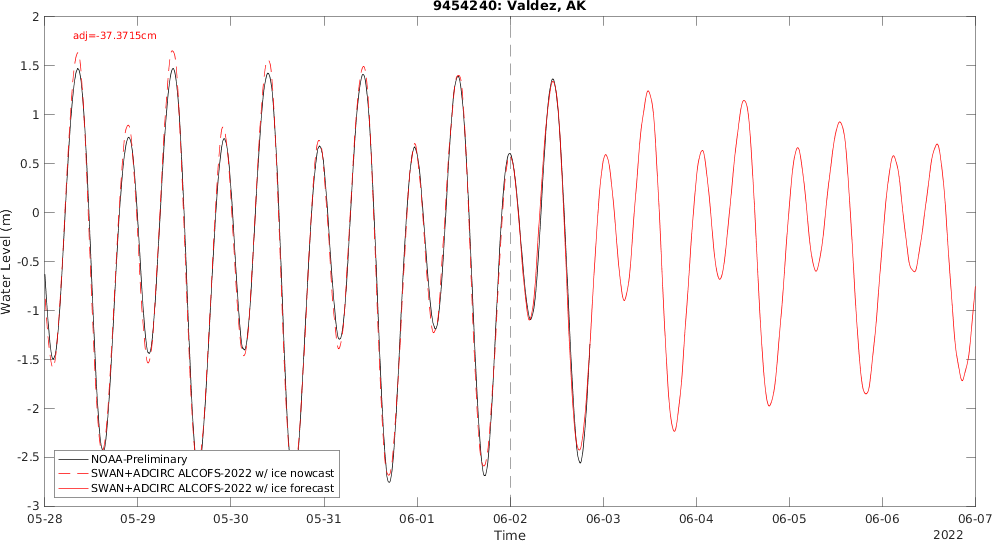 9454240: Valdez, AK
adj=-37.3715cm
2
1.5
1
0.5
0
-0.5
-1
-1.5
-2
-2.5
-3
Water Level (m)
NOAA-Preliminary
SWAN+ADCIRC ALCOFS-2022 w/ ice nowcast
SWAN+ADCIRC ALCOFS-2022 w/ ice forecast
05-28 05-29 05-30 05-31 06-01 06-02 06-03 06-04 06-05 06-06 06-07
Time
2022